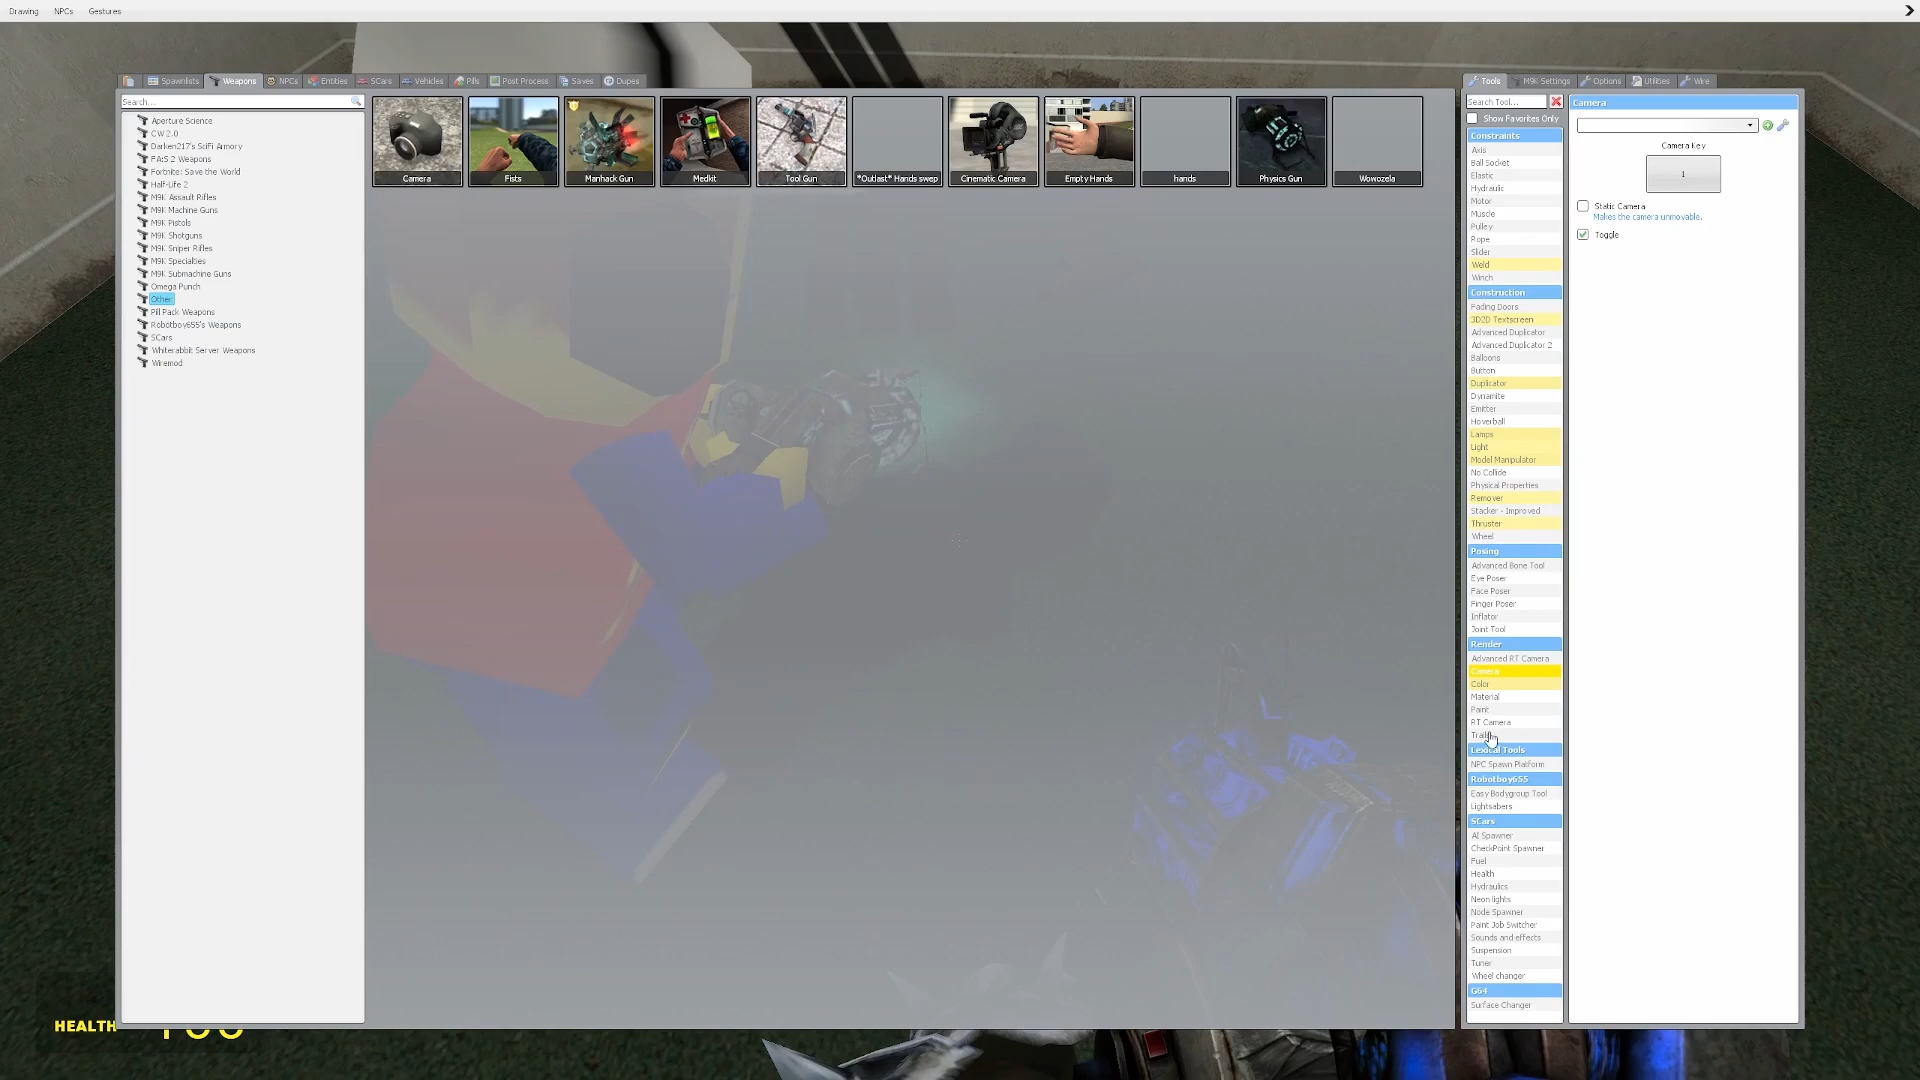 Drawing NPCs Gestures
Spawnlists Weapons NPCs Entities SCars Vehicles Pills Post Process Saves Dupes
Search...
Aperture Science
CW 2.0
Darken217's SciFi Armory
FA:S 2 Weapons
Fortnite: Save the World
Half-Life 2
M9K Assault Rifles
M9K Machine Guns
M9K Pistols
M9K Shotguns
M9K Sniper Rifles
M9K Specialties
M9K Submachine Guns
Omega Punch
Other
Pill Pack Weapons
Robotboy655's Weapons
SCars
Whiterabbit Server Weapons
Wiremod
Camera Fists Manhack Gun Medkit Tool Gun *Outlast* Hands swep Cinematic Camera Empty Hands hands Physics Gun Wowozela
Tools M9K Settings Options Utilities Wire
Search Tool...
Show Favorites Only
Constraints
Axis
Ball Socket
Elastic
Hydraulic
Motor
Muscle
Pulley
Rope
Slider
Weld
Winch
Construction
Fading Doors
3D2D Textscreen
Advanced Duplicator
Advanced Duplicator 2
Balloons
Button
Duplicator
Dynamite
Emitter
Hoverball
Lamps
Light
Model Manipulator
No Collide
Physical Properties
Remover
Stacker - Improved
Thruster
Wheel
Posing
Advanced Bone Tool
Eye Poser
Face Poser
Finger Poser
Inflator
Joint Tool
Render
Advanced RT Camera
Camera
Color
Material
Paint
RT Camera
Lexical Tools
NPC Spawn Platform
Robotboy655
Easy Bodygroup Tool
Lightsabers
SCars
AI Spawner
CheckPoint Spawner
Fuel
Health
Hydraulics
Neon lights
Node Spawner
Paint Job Switcher
Sounds and effects
Suspension
Tuner
Wheel changer
G64
Surface Changer
Camera
Camera Key
1
Static Camera
Makes the camera unmovable.
Toggle
HEALTH